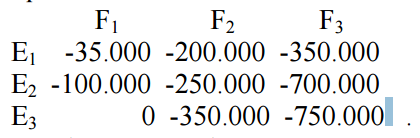 F₁ F₂ F₃
E₁ -35.000 -200.000 -350.000
E₂ -100.000 -250.000 -700.000
E₃ 0 -350.000 -750.000 .